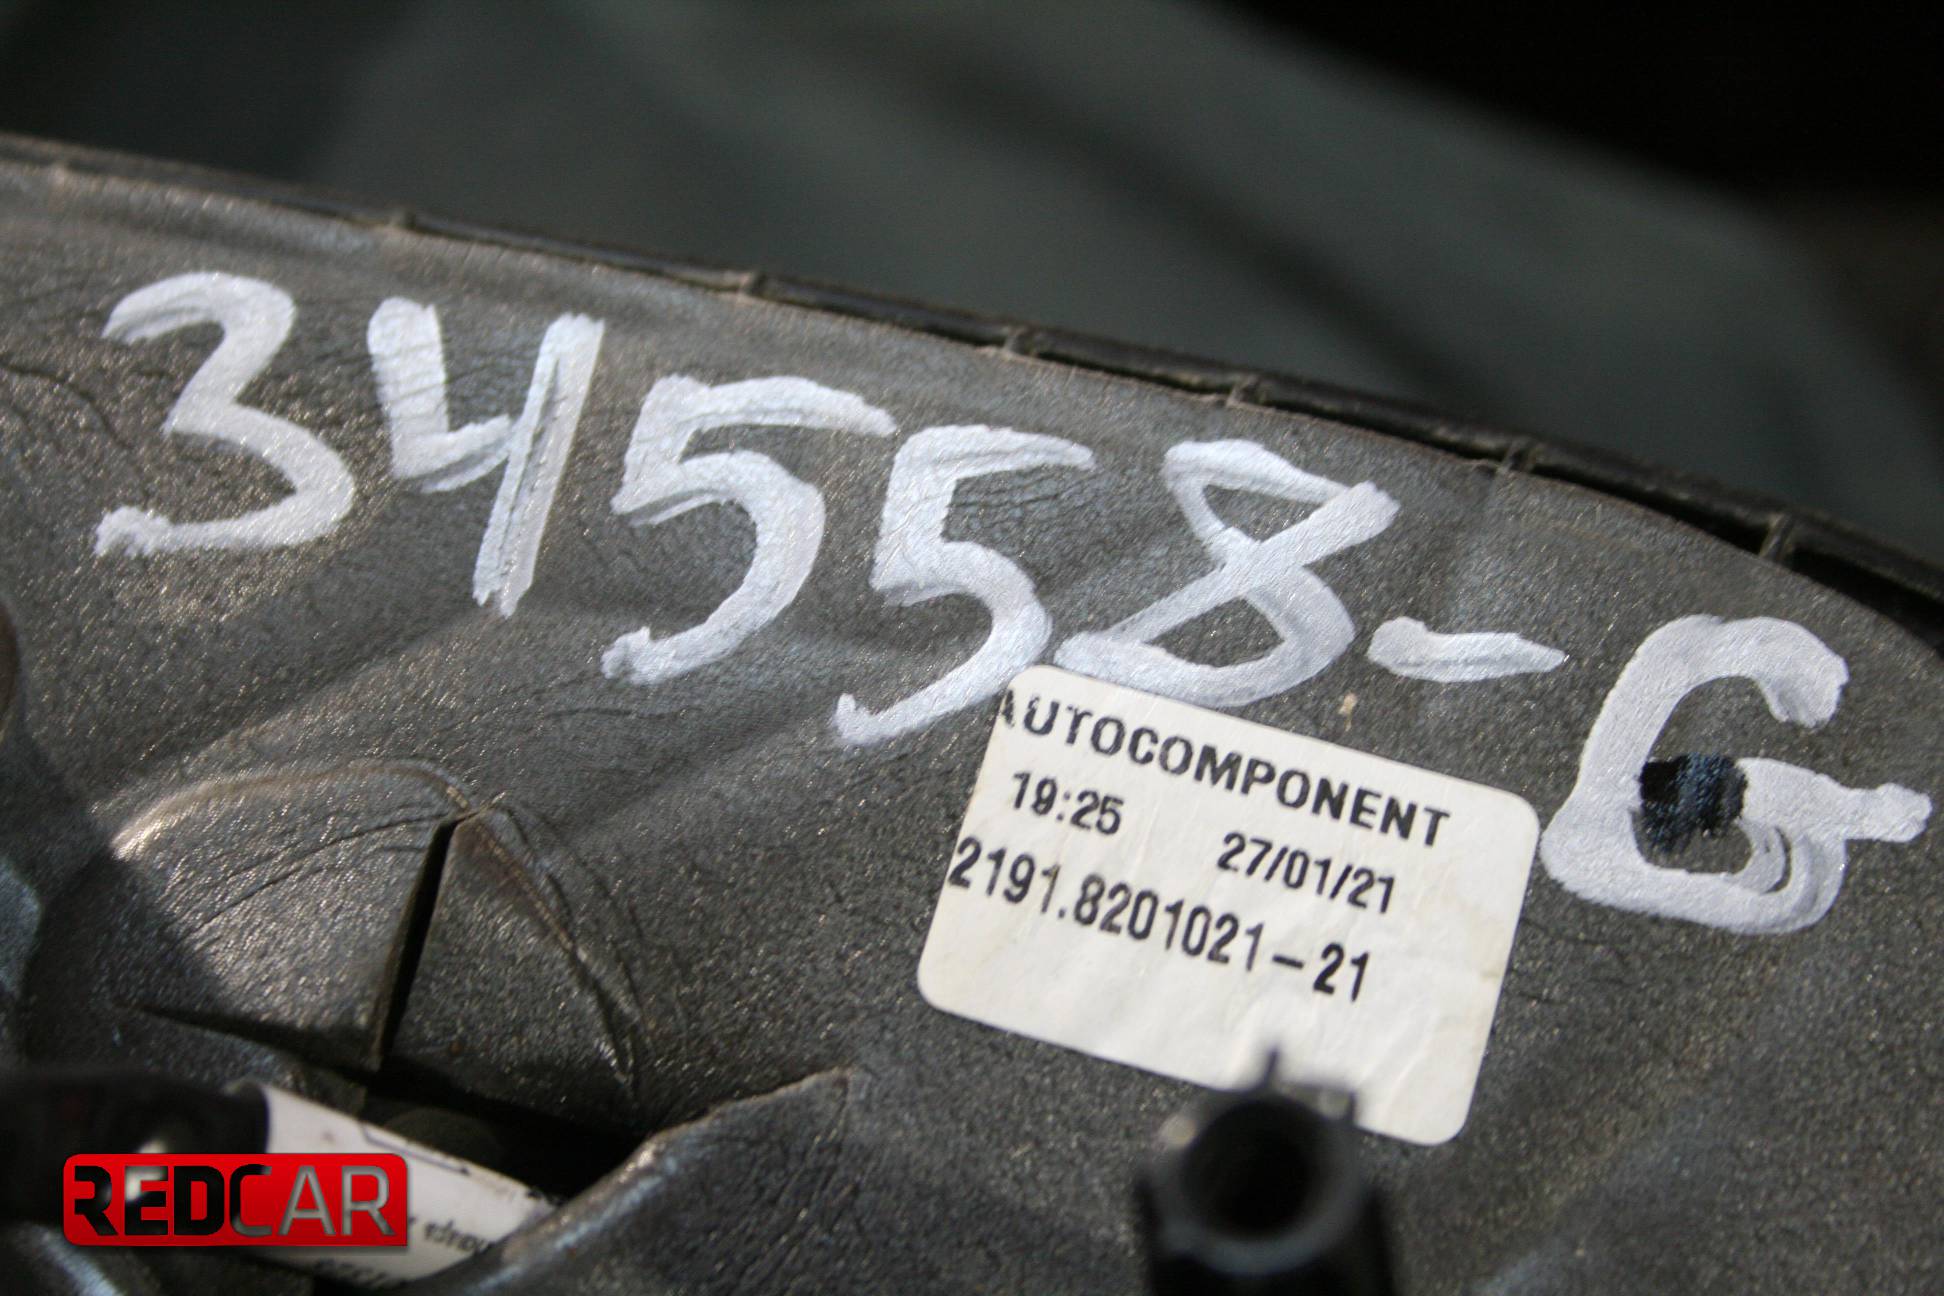 34558-G
AUTOCOMPONENT
19:25 27/01/21
2191.8201021-21
REDCAR